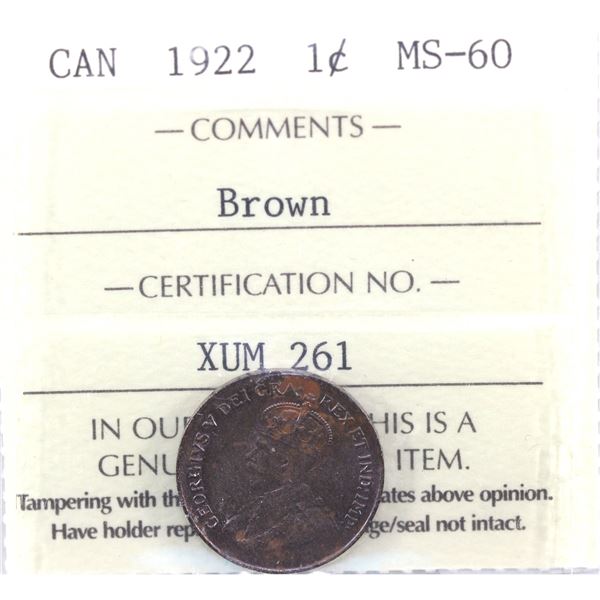 CAN 1922 1¢ MS-60
— COMMENTS —
Brown
— CERTIFICATION NO. —
XUM 261
IN OU HIS IS A
GENU ITEM.
Tampering with th ates above opinion.
Have holder rep ge/seal not intact.
GEORGIVS V DEI GRA: REX ET IND:IMP: